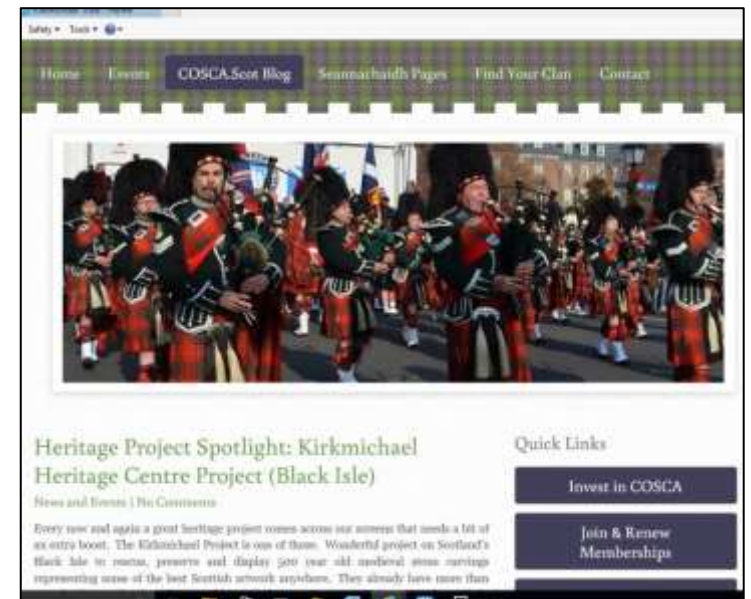 Safety Tools
Home Events COSCA.Scot Blog Seannachaidh Pages Find Your Clan Contact
Heritage Project Spotlight: Kirkmichael
Heritage Centre Project (Black Isle)
News and Events | No Comments
Every now and again a great heritage project comes across our screens that needs a bit of
an extra boost. The Kirkmichael Project is one of those. Wonderful project on Scotland's
Black Isle to rescue, preserve and display 500 year old medieval stone carvings
representing some of the best Scottish artwork anywhere. They already have more than
Quick Links
Invest in COSCA
Join & Renew
Memberships